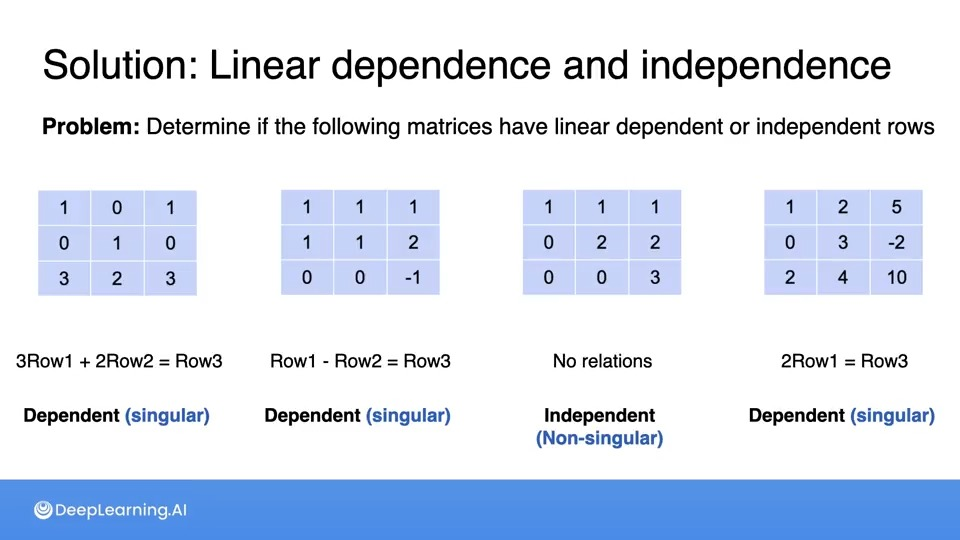 Solution: Linear dependence and independence
Problem: Determine if the following matrices have linear dependent or independent rows
1 0 1
0 1 0
3 2 3
1 1 1
1 1 2
0 0 -1
1 1 1
0 2 2
0 0 3
1 2 5
0 3 -2
2 4 10
3Row1 + 2Row2 = Row3
Row1 - Row2 = Row3
No relations
2Row1 = Row3
Dependent (singular)
Dependent (singular)
Independent
(Non-singular)
Dependent (singular)
DeepLearning.AI